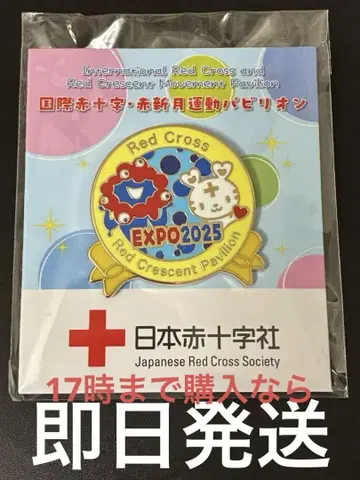 International Red Cross and
Red Crescent Movement Pavilion
国際赤十字・赤新月運動パビリオン
Red Cross
EXPO2025
Red Crescent Pavilion
日本赤十字社
Japanese Red Cross Society
17時まで購入なら
即日発送